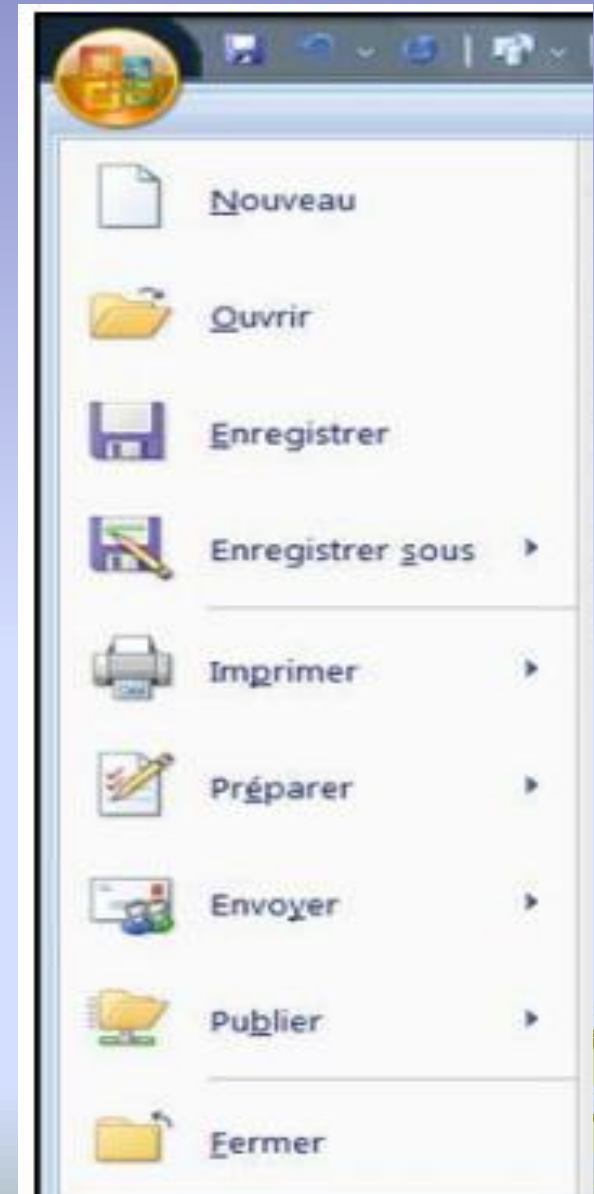 Nouveau
Ouvrir
Enregistrer
Enregistrer sous
Imprimer
Préparer
Envoyer
Publier
Fermer